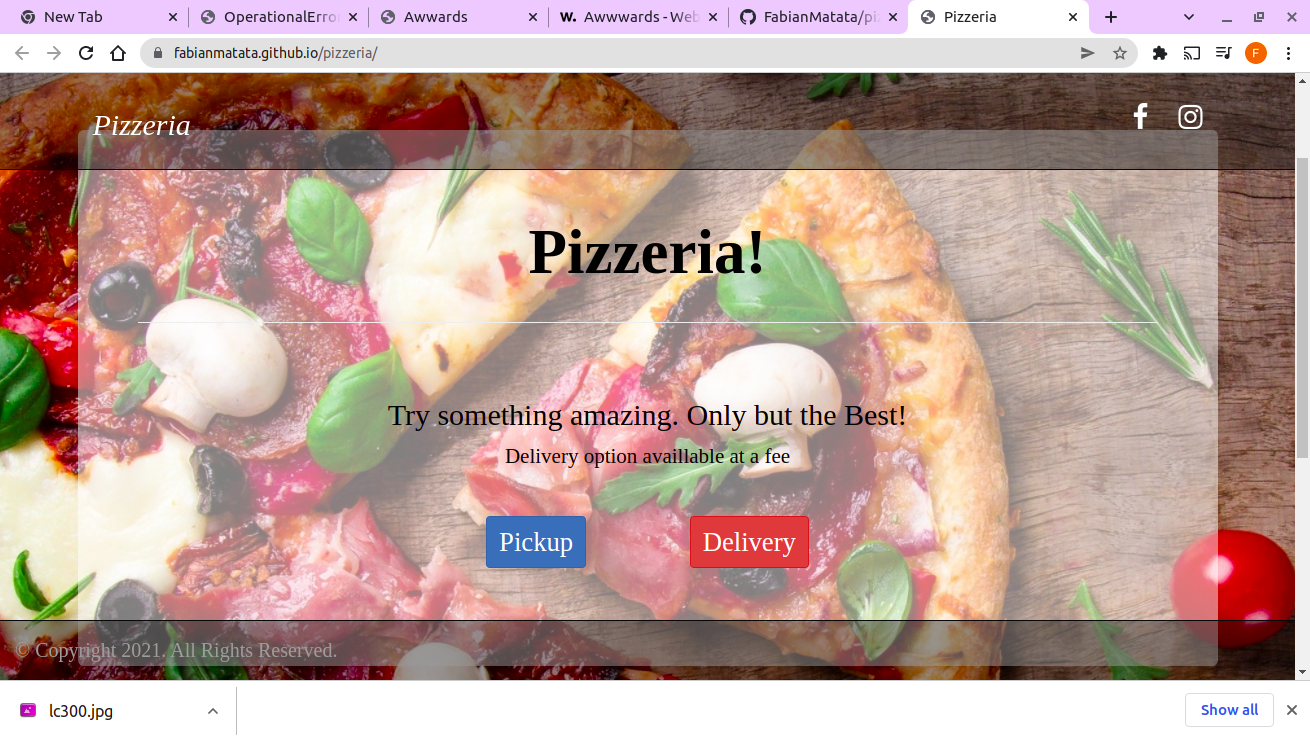 New Tab
OperationalErro
Awwards
Awwwards - Web
FabianMatata/pi
Pizzeria
fabianmatata.github.io/pizzeria/
F
Pizzeria
Pizzeria!
Try something amazing. Only but the Best!
Delivery option availlable at a fee
Pickup
Delivery
© Copyright 2021. All Rights Reserved.
lc300.jpg
Show all